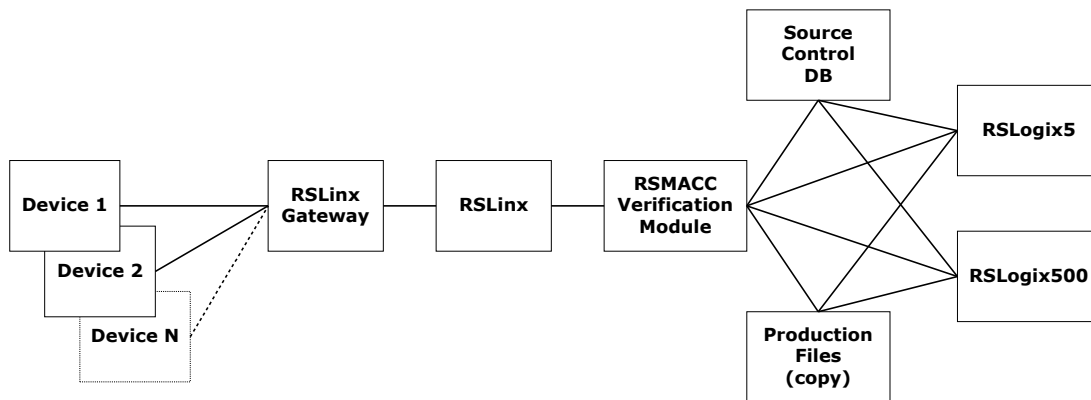 Device 1
Device 2
Device N
RSLinx
Gateway
RSLinx
RSMACC
Verification
Module
Source
Control
DB
Production
Files
(copy)
RSLogix5
RSLogix500